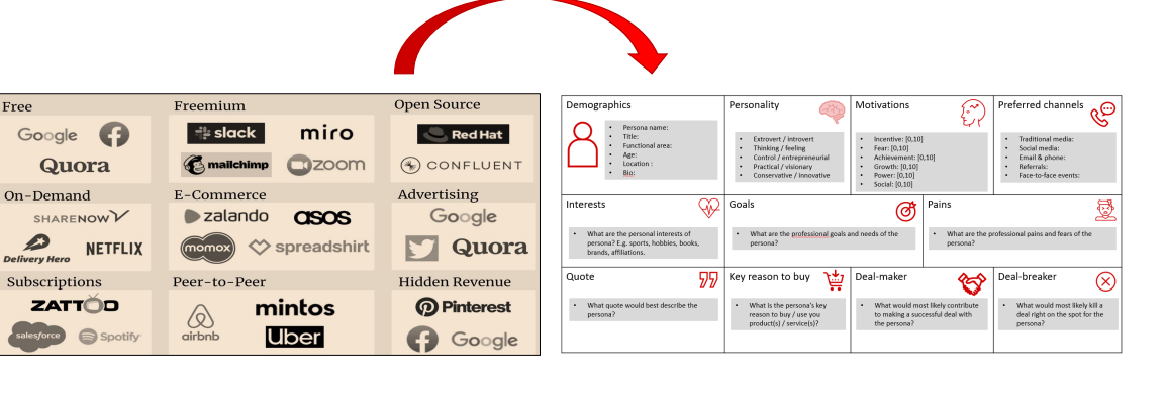 Free
Google
Quora
Freemium
slack
miro
mailchimp
zoom
Open Source
Red Hat
CONFLUENT
On-Demand
SHARE NOW
Delivery Hero
NETFLIX
E-Commerce
zalando
asos
momox
spreadshirt
Advertising
Google
Quora
Subscriptions
ZATTOO
salesforce
Spotify
Peer-to-Peer
airbnb
mintos
Uber
Hidden Revenue
Pinterest
Google
Demographics
• Persona name:
• Title:
• Functional area:
• Age:
• Location :
• Bio:
Personality
• Extrovert / introvert
• Thinking / feeling
• Control / entrepreneurial
• Practical / visionary
• Conservative / innovative
Motivations
• Incentive: [0,10]
• Fear: [0,10]
• Achievement: [0,10]
• Growth: [0,10]
• Power: [0,10]
• Social: [0,10]
Preferred channels
• Traditional media:
• Social media:
• Email & phone:
• Referrals:
• Face-to-face events:
Interests
• What are the personal interests of
persona? E.g. sports, hobbies, books,
brands, affiliations.
Goals
• What are the professional goals and needs of the
persona?
Pains
• What are the professional pains and fears of the
persona?
Quote
• What quote would best describe the
persona?
Key reason to buy
• What is the persona's key
reason to buy / use you
product(s) / service(s)?
Deal-maker
• What would most likely contribute
to making a successful deal with
the persona?
Deal-breaker
• What would most likely kill a
deal right on the spot for the
persona?